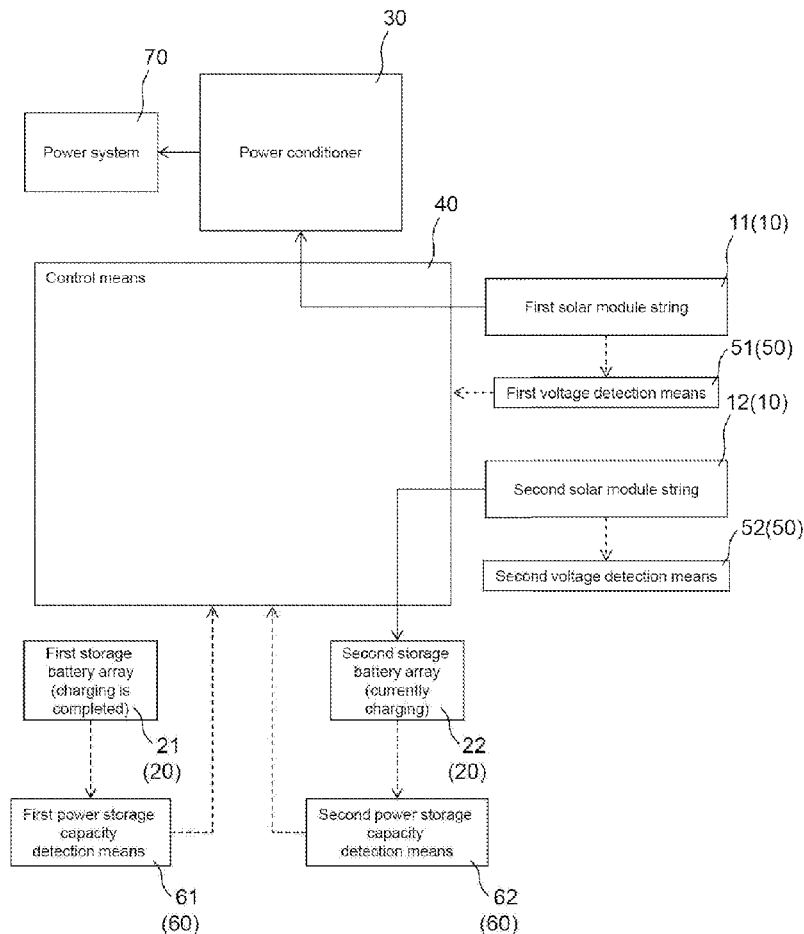 30
70
Power system
Power conditioner
40
Control means
11(10)
First solar module string
51(50)
First voltage detection means
12(10)
Second solar module string
52(50)
Second voltage detection means
First storage
battery array
(charging is
completed)
21
(20)
Second storage
battery array
(currently
charging)
22
(20)
First power storage
capacity
detection means
61
(60)
Second power storage
capacity
detection means
62
(60)